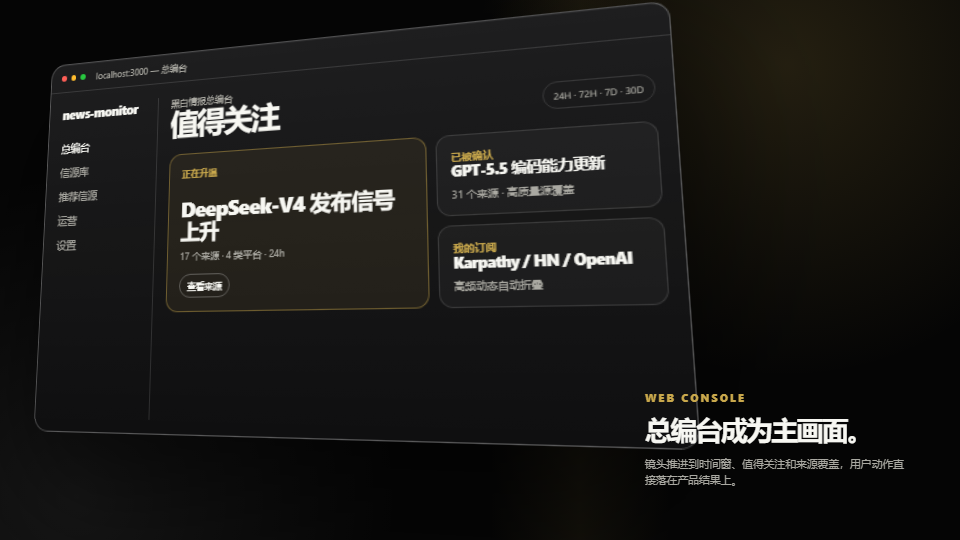 localhost:3000 — 总编台
news-monitor
总编台
信源库
推荐信源
运营
设置
黑白情报总编台
值得关注
24H · 72H · 7D · 30D
正在升温
DeepSeek-V4 发布信号
上升
17 个来源 · 4 类平台 · 24h
查看来源
已被确认
GPT-5.5 编码能力更新
31 个来源 · 高质量源覆盖
我的订阅
Karpathy / HN / OpenAI
高频动态自动折叠
WEB CONSOLE
总编台成为主画面。
镜头推进到时间窗、值得关注和来源覆盖，用户动作直
接落在产品结果上。